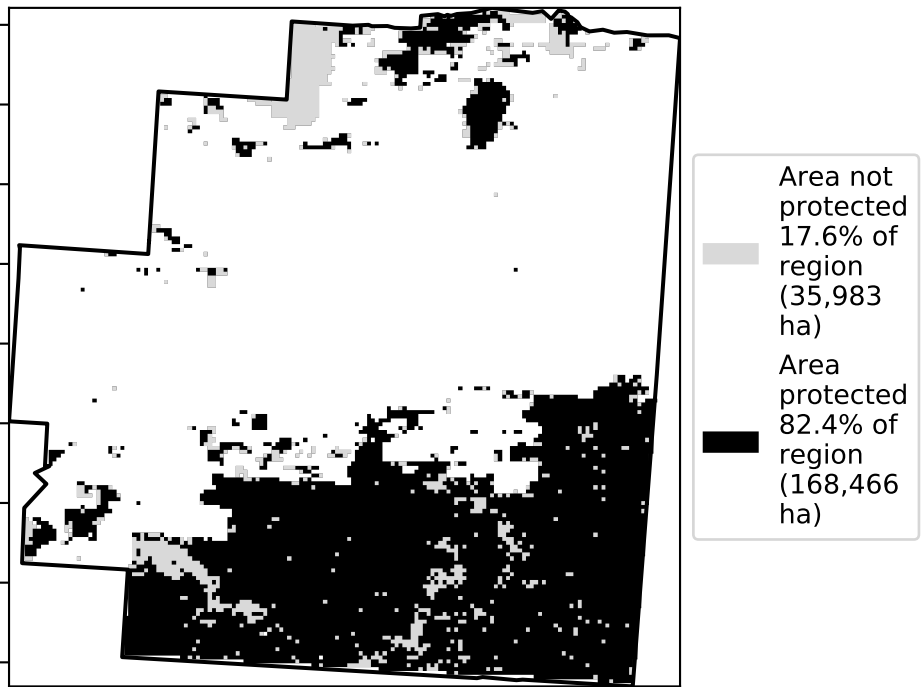 Area not
protected
17.6% of
region
(35,983
ha)
Area
protected
82.4% of
region
(168,466
ha)